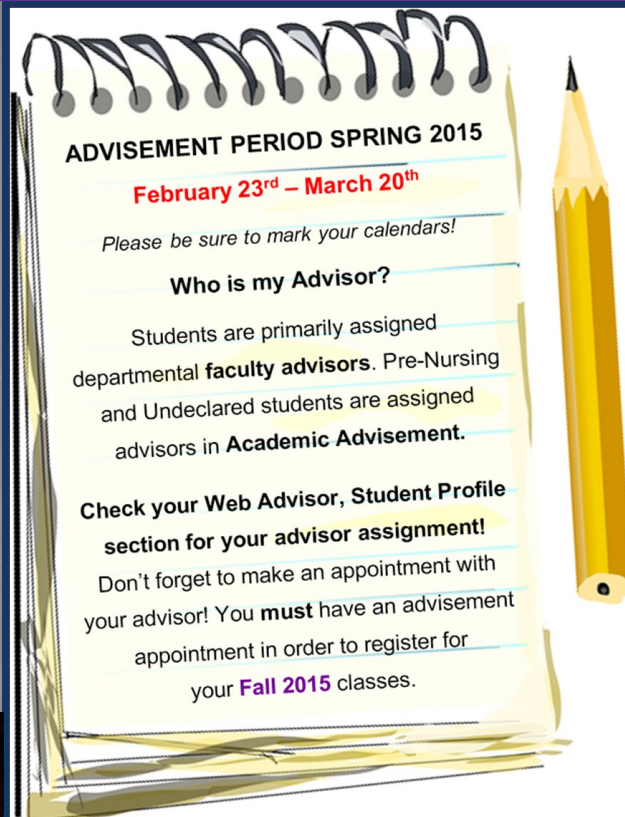 ADVISEMENT PERIOD SPRING 2015
February 23rd – March 20th
Please be sure to mark your calendars!
Who is my Advisor?
Students are primarily assigned
departmental faculty advisors. Pre-Nursing
and Undeclared students are assigned
advisors in Academic Advisement.
Check your Web Advisor, Student Profile
section for your advisor assignment!
Don't forget to make an appointment with
your advisor! You must have an advisement
appointment in order to register for
your Fall 2015 classes.